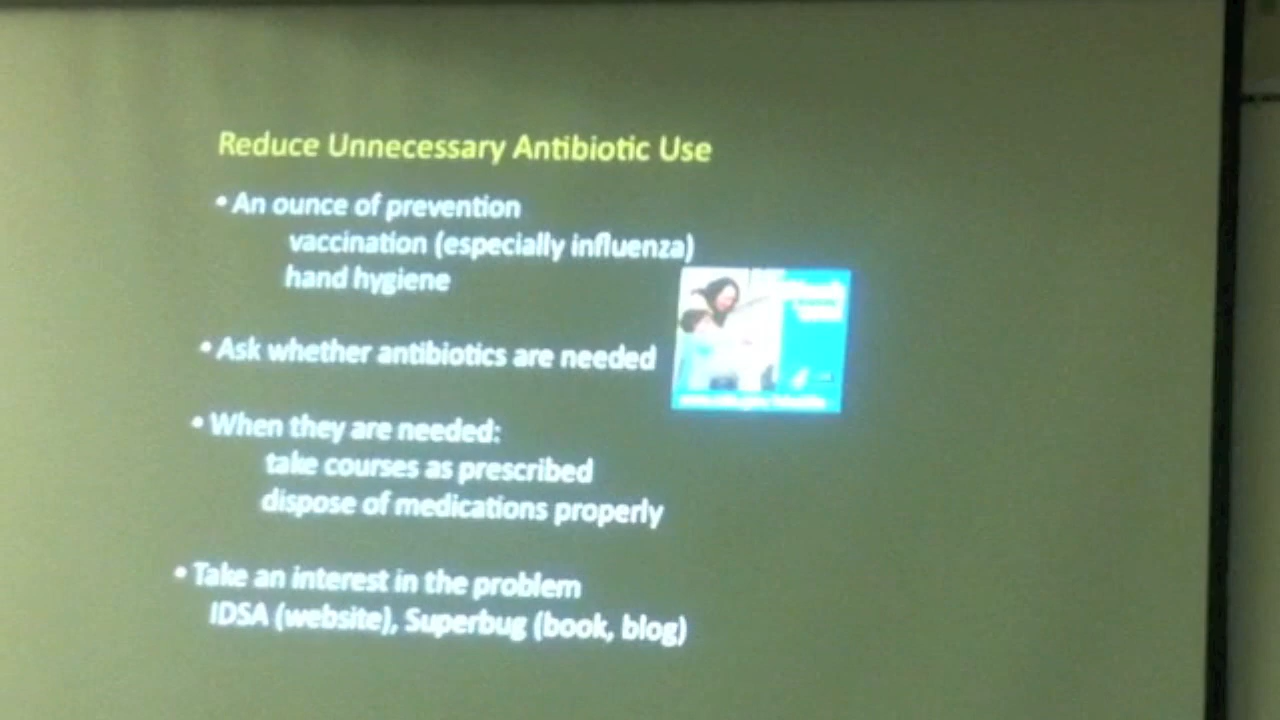 Reduce Unnecessary Antibiotic Use
• An ounce of prevention
vaccination (especially influenza)
hand hygiene
• Ask whether antibiotics are needed
• When they are needed:
take courses as prescribed
dispose of medications properly
• Take an interest in the problem
IDSA (website), Superbug (book, blog)